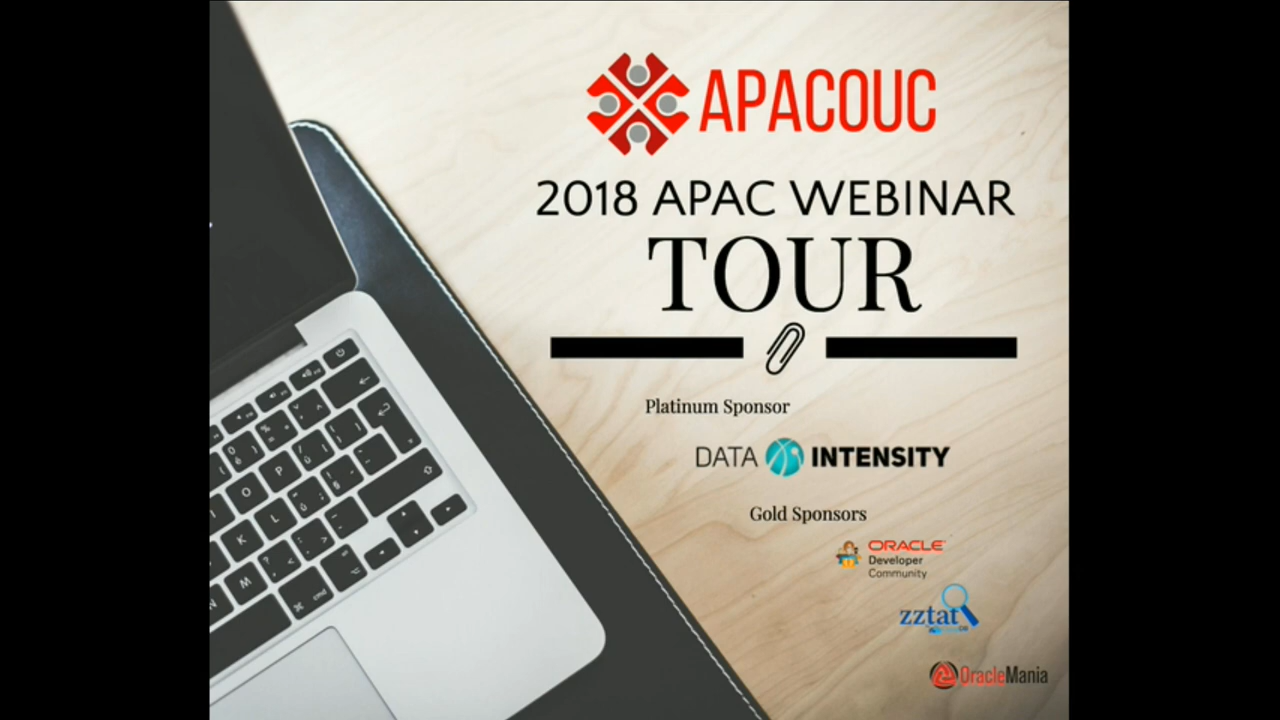 APACOUC
2018 APAC WEBINAR
TOUR
Platinum Sponsor
DATA INTENSITY
Gold Sponsors
ORACLE
Developer
Community
zztat
OracleMania